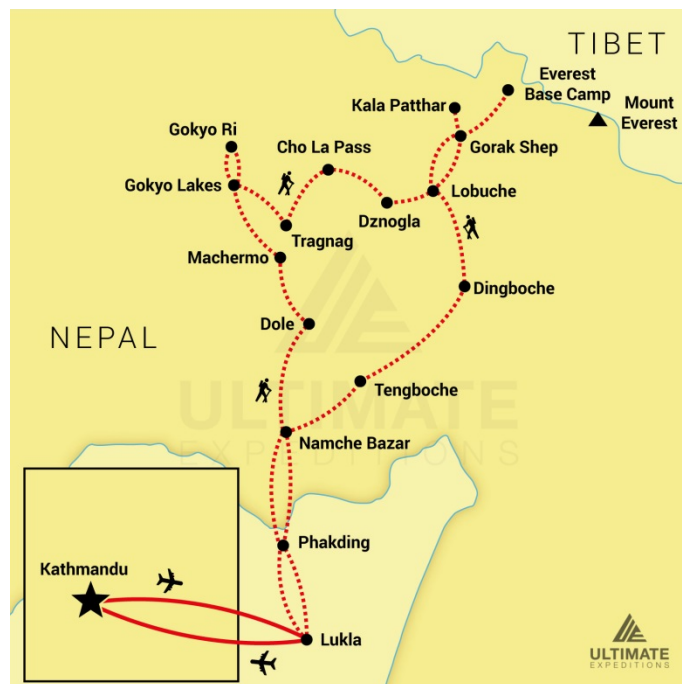 TIBET
Everest
Base Camp
Mount
Everest
Kala Patthar
Gorak Shep
Gokyo Ri
Cho La Pass
Gokyo Lakes
Lobuche
Dznogla
Tragnag
Machermo
Dingboche
NEPAL
Dole
Tengboche
ULTIMATE
EXPEDITIONS
Namche Bazar
Phakding
Kathmandu
Lukla
ULTIMATE
EXPEDITIONS